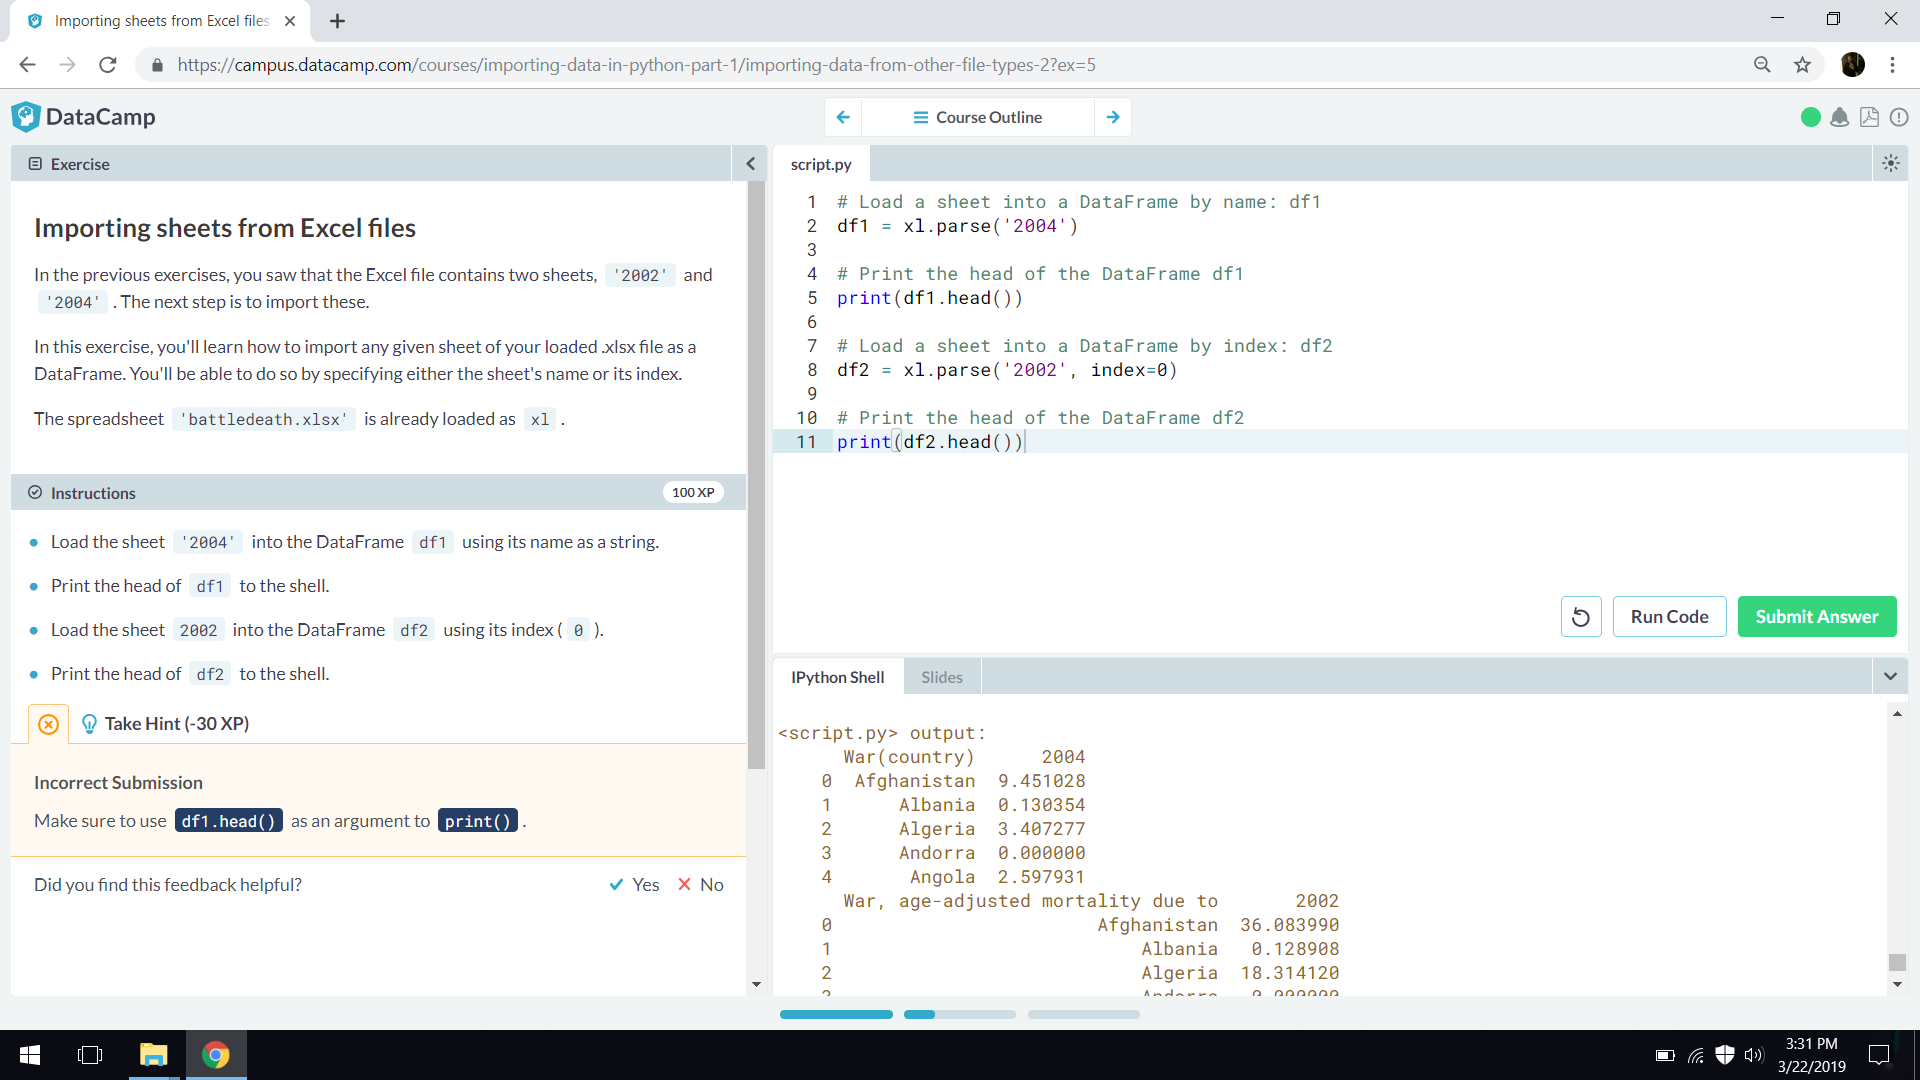 Importing sheets from Excel files
https://campus.datacamp.com/courses/importing-data-in-python-part-1/importing-data-from-other-file-types-2?ex=5
DataCamp
Course Outline
Exercise
Importing sheets from Excel files
In the previous exercises, you saw that the Excel file contains two sheets, '2002' and
'2004' . The next step is to import these.
In this exercise, you'll learn how to import any given sheet of your loaded .xlsx file as a
DataFrame. You'll be able to do so by specifying either the sheet's name or its index.
The spreadsheet 'battledeath.xlsx' is already loaded as xl .
Instructions
100 XP
Load the sheet '2004' into the DataFrame df1 using its name as a string.
Print the head of df1 to the shell.
Load the sheet 2002 into the DataFrame df2 using its index ( 0 ).
Print the head of df2 to the shell.
Take Hint (-30 XP)
Incorrect Submission
Make sure to use df1.head() as an argument to print() .
Did you find this feedback helpful?
Yes
No
script.py
1 # Load a sheet into a DataFrame by name: df1
2 df1 = xl.parse('2004')
3
4 # Print the head of the DataFrame df1
5 print(df1.head())
6
7 # Load a sheet into a DataFrame by index: df2
8 df2 = xl.parse('2002', index=0)
9
10 # Print the head of the DataFrame df2
11 print(df2.head())
Run Code
Submit Answer
IPython Shell
Slides
<script.py> output:
War(country) 2004
0 Afghanistan 9.451028
1 Albania 0.130354
2 Algeria 3.407277
3 Andorra 0.000000
4 Angola 2.597931
War, age-adjusted mortality due to 2002
0 Afghanistan 36.083990
1 Albania 0.128908
2 Algeria 18.314120
3 Andorra 0.000000
3:31 PM
3/22/2019